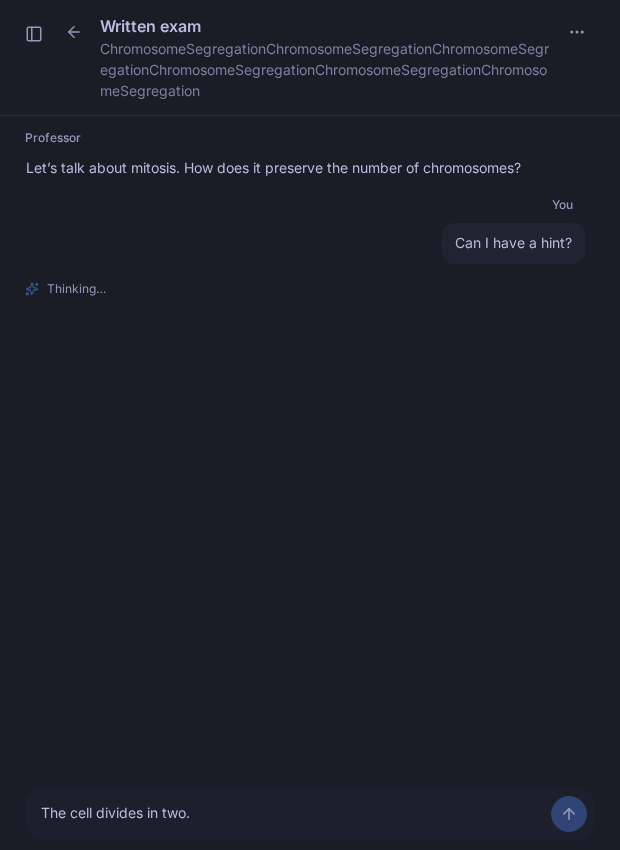 Written exam
ChromosomeSegregationChromosomeSegregationChromosomeSegr
egationChromosomeSegregationChromosomeSegregationChromoso
meSegregation
Professor
Let’s talk about mitosis. How does it preserve the number of chromosomes?
You
Can I have a hint?
Thinking…
The cell divides in two.